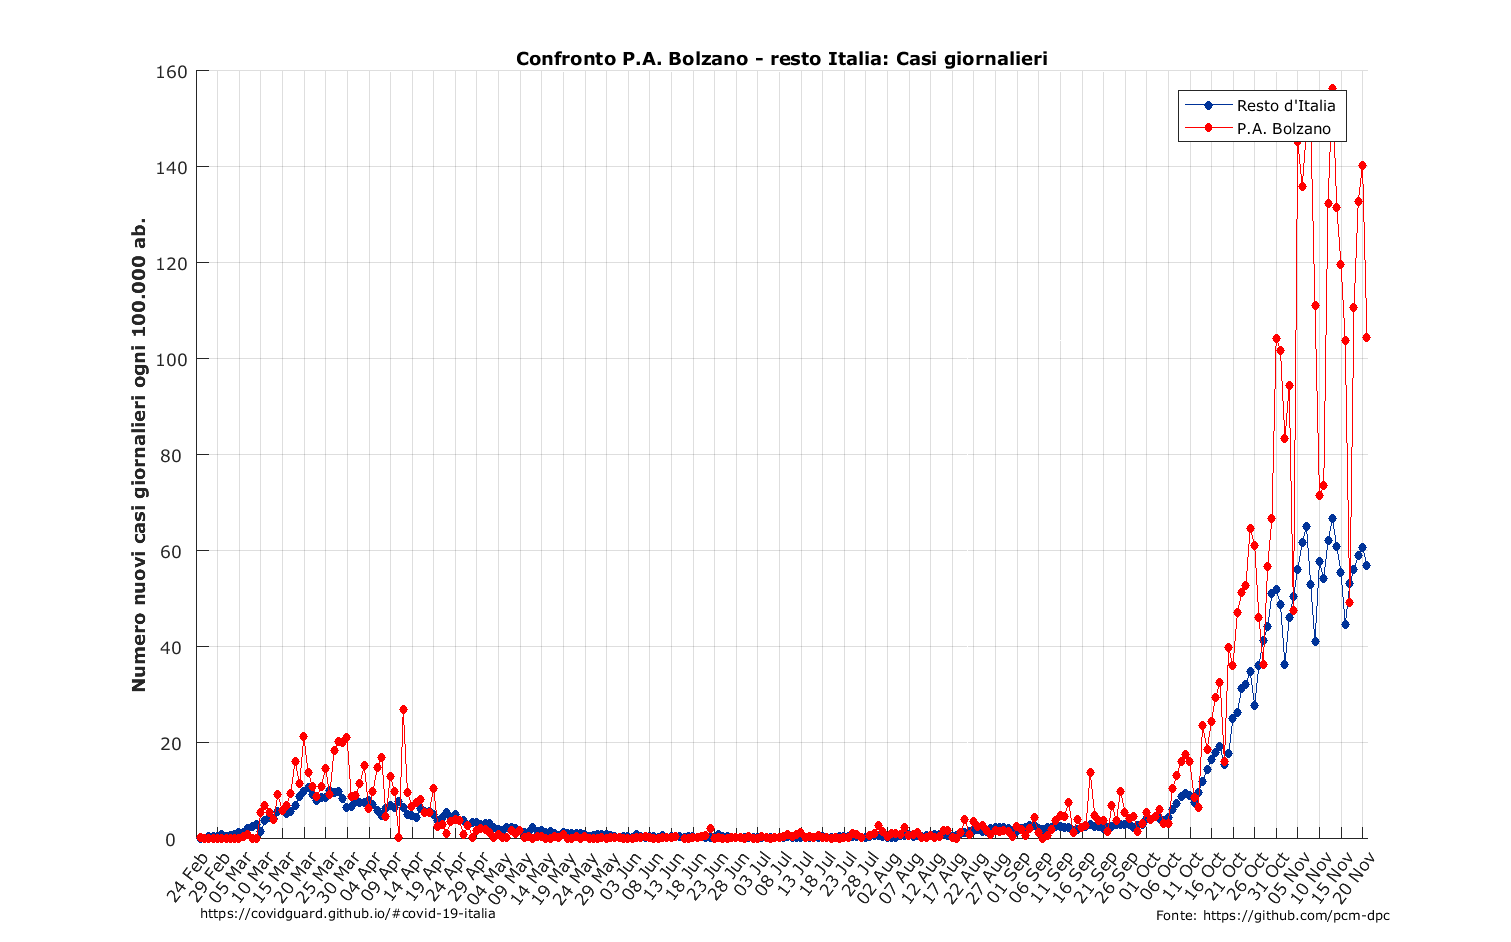 Confronto P.A. Bolzano - resto Italia: Casi giornalieri
Numero nuovi casi giornalieri ogni 100.000 ab.
160
140
120
100
80
60
40
20
0
Resto d'Italia
P.A. Bolzano
24 Feb
29 Feb
05 Mar
10 Mar
15 Mar
20 Mar
25 Mar
30 Mar
04 Apr
09 Apr
14 Apr
19 Apr
24 Apr
29 Apr
04 May
09 May
14 May
19 May
24 May
29 May
03 Jun
08 Jun
13 Jun
18 Jun
23 Jun
28 Jun
03 Jul
08 Jul
13 Jul
18 Jul
23 Jul
28 Jul
02 Aug
07 Aug
12 Aug
17 Aug
22 Aug
27 Aug
01 Sep
06 Sep
11 Sep
16 Sep
21 Sep
26 Sep
01 Oct
06 Oct
11 Oct
16 Oct
21 Oct
26 Oct
31 Oct
05 Nov
10 Nov
15 Nov
20 Nov
https://covidguard.github.io/#covid-19-italia
Fonte: https://github.com/pcm-dpc